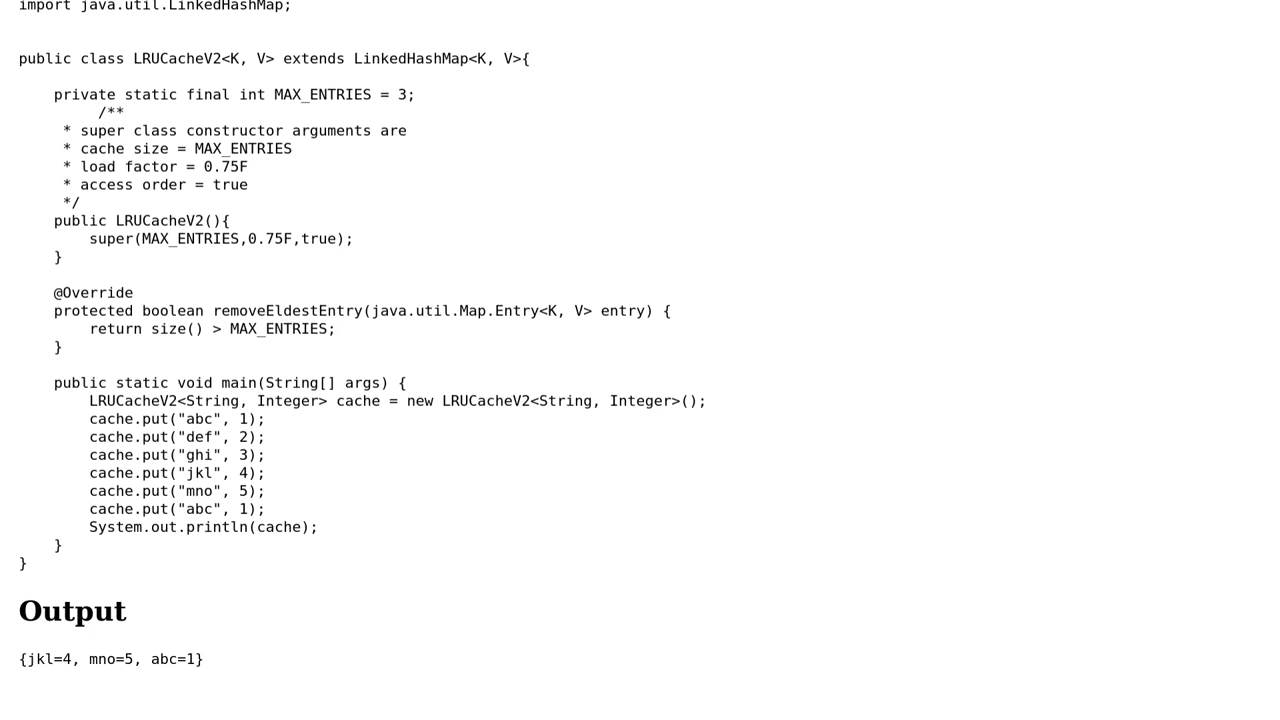 import java.util.LinkedHashMap;
public class LRUCacheV2<K, V> extends LinkedHashMap<K, V>{
    private static final int MAX_ENTRIES = 3;
         /**
     * super class constructor arguments are
     * cache size = MAX_ENTRIES
     * load factor = 0.75F
     * access order = true
     */
    public LRUCacheV2(){
        super(MAX_ENTRIES,0.75F,true);
    }
    @Override
    protected boolean removeEldestEntry(java.util.Map.Entry<K, V> entry) {
        return size() > MAX_ENTRIES;
    }
    public static void main(String[] args) {
        LRUCacheV2<String, Integer> cache = new LRUCacheV2<String, Integer>();
        cache.put("abc", 1);
        cache.put("def", 2);
        cache.put("ghi", 3);
        cache.put("jkl", 4);
        cache.put("mno", 5);
        cache.put("abc", 1);
        System.out.println(cache);
    }
}
Output
{jkl=4, mno=5, abc=1}